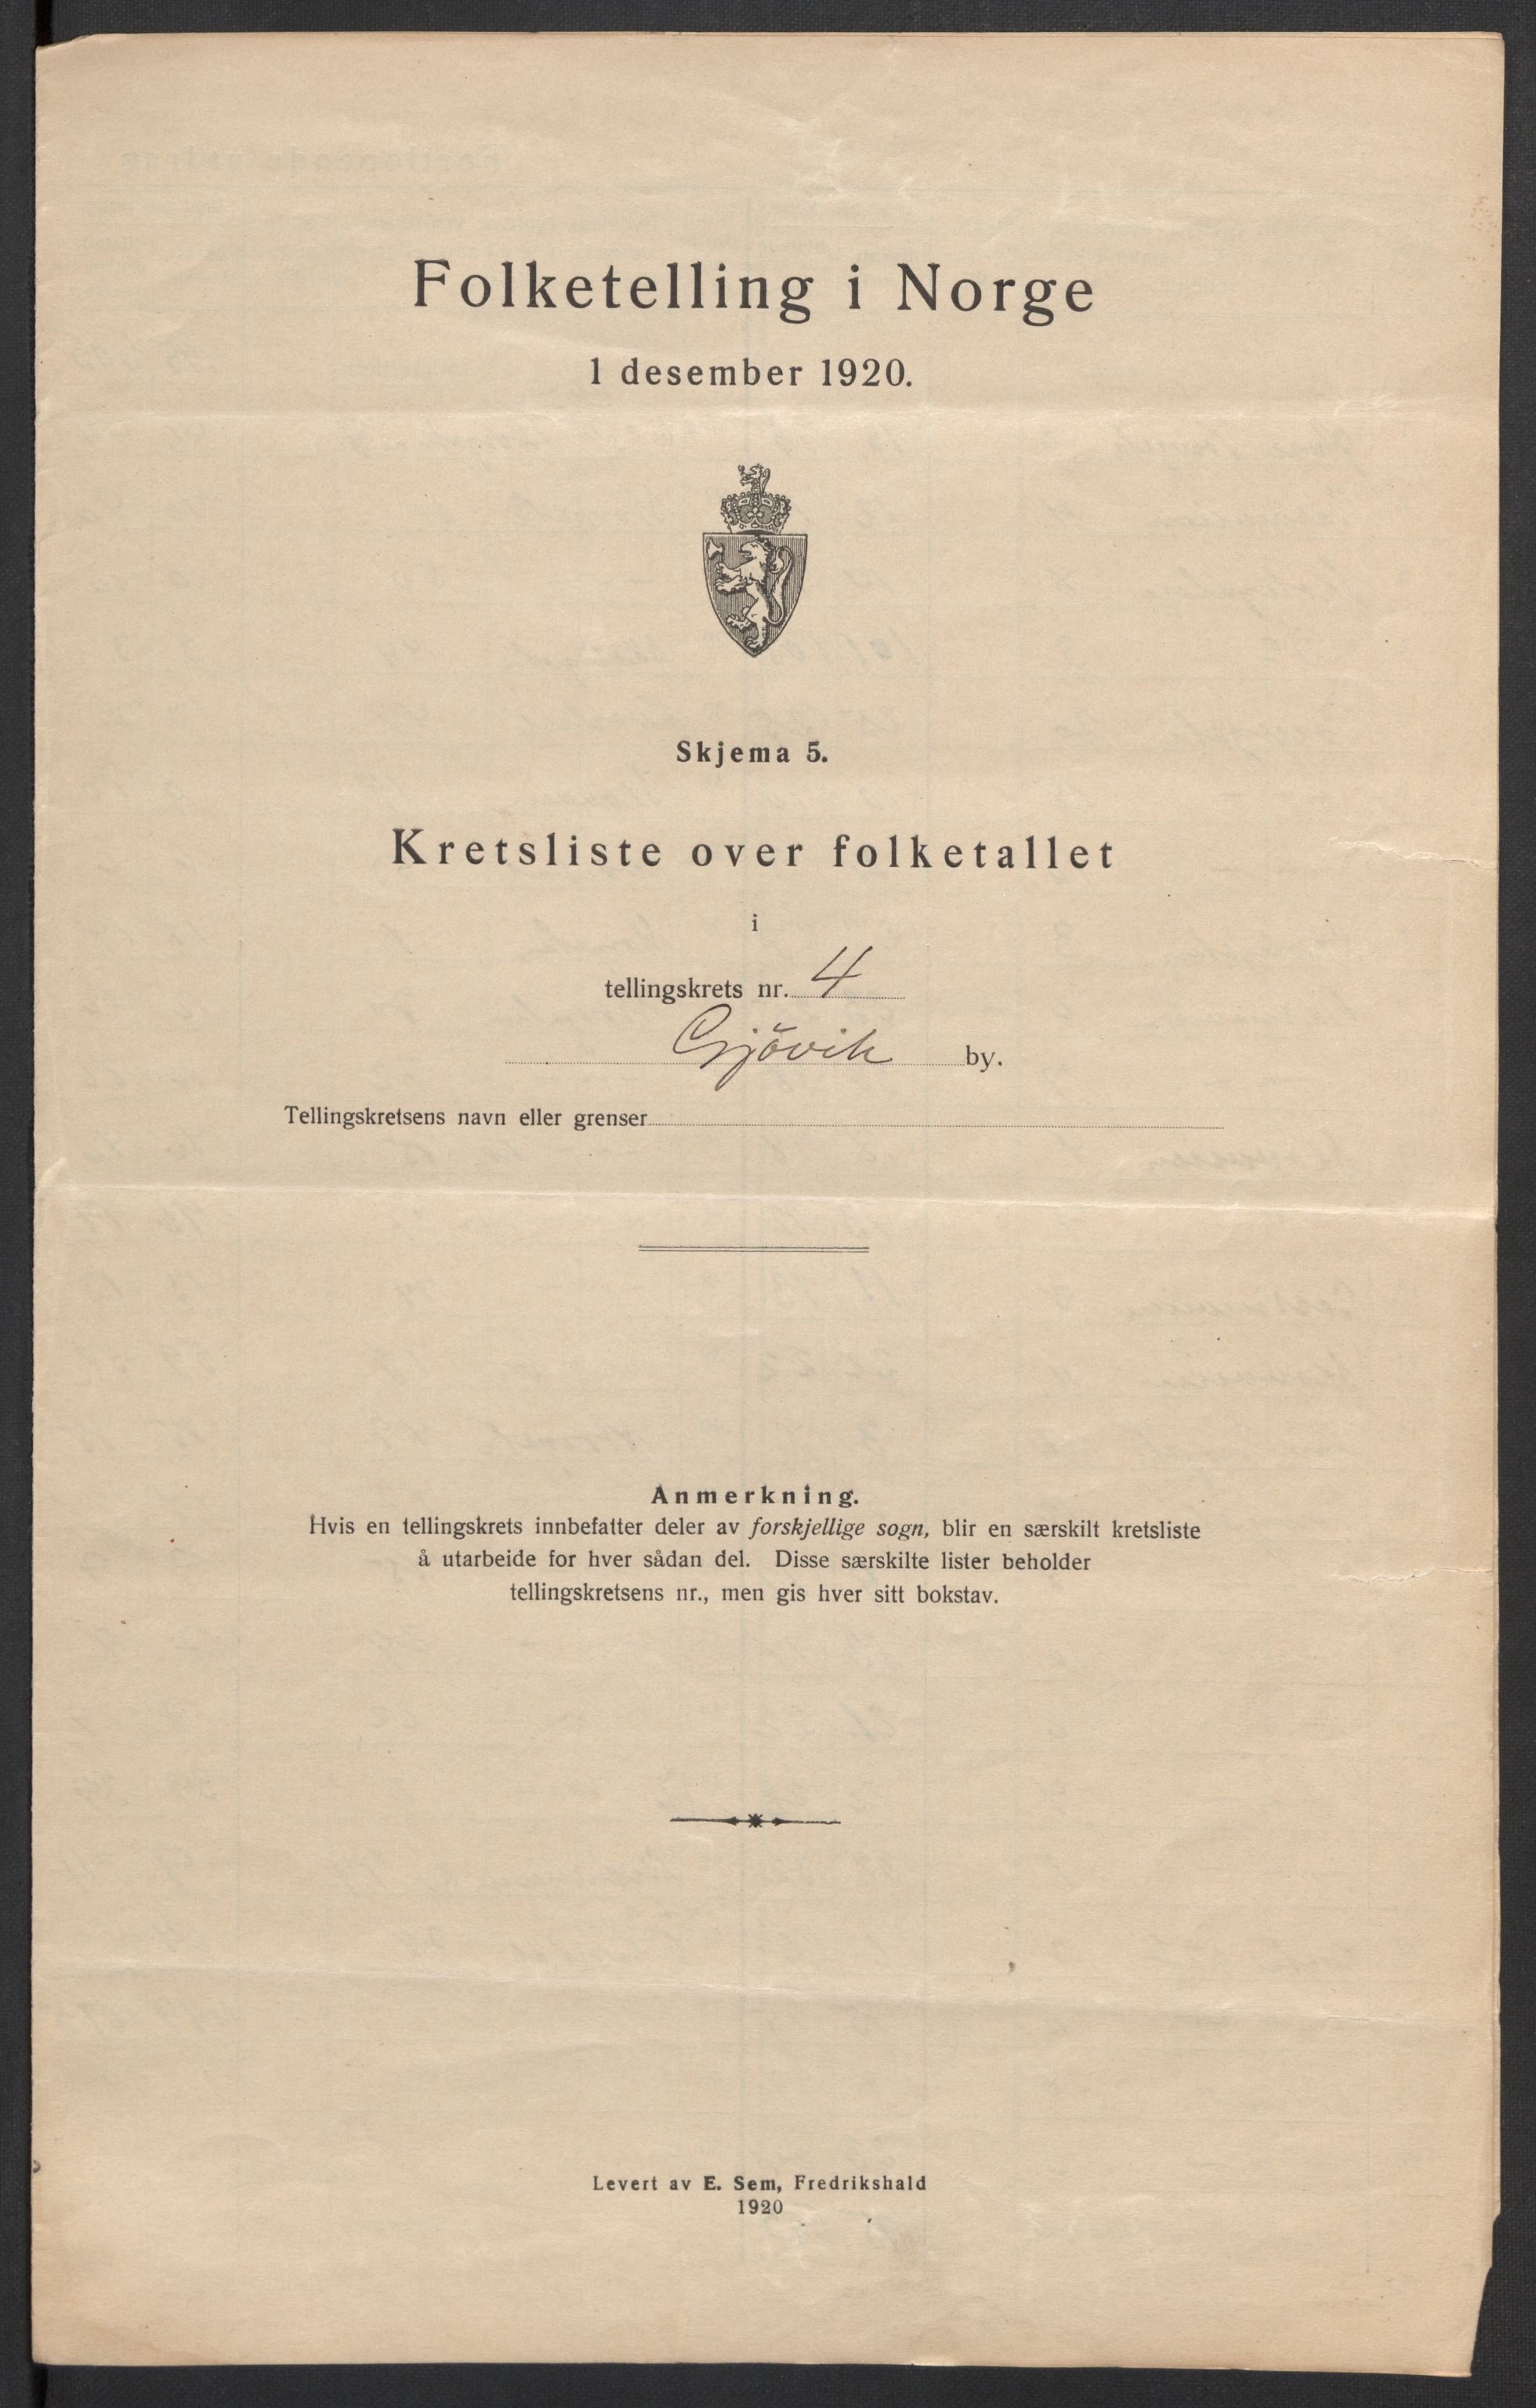 Folketelling i Norge
1 desember 1920.
Skjema 5.
Kretsliste over folketallet
i
tellingskrets nr. 4
Gjövik by.
Tellingskretsens navn eller grenser
Anmerkning.
Hvis en tellingskrets innbefatter deler av forskjellige sogn, blir en særskilt kretsliste
å utarbeide for hver sådan del. Disse særskilte lister beholder
tellingskretsens nr., men gis hver sitt bokstav.
Levert av E. Sem, Fredrikshald
1920